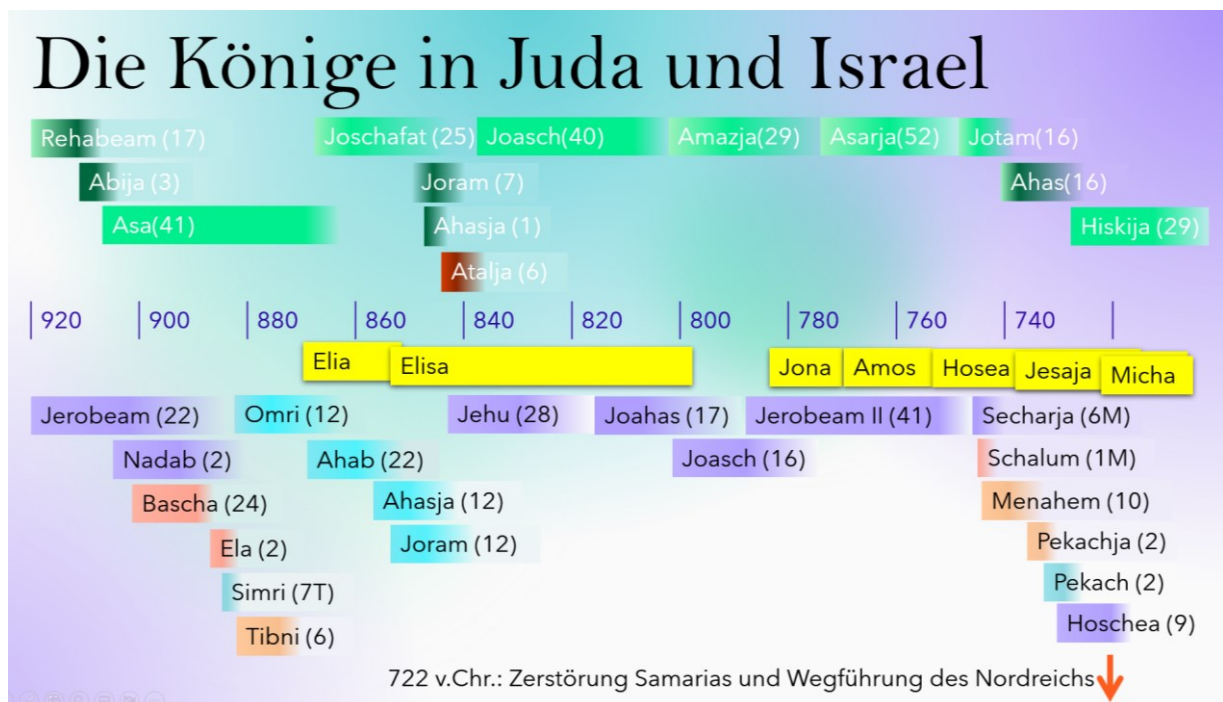 Die Könige in Juda und Israel
Rehabeam (17) Joschafat (25) Joasch(40) Amazja(29) Asarja(52) Jotam(16)
Abija (3) Joram (7) Ahas(16)
Asa(41) Ahasja (1) Hiskija (29)
Atalja (6)
920 900 880 860 840 820 800 780 760 740
Elia Elisa Jona Amos Hosea Jesaja Micha
Jerobeam (22) Omri (12) Jehu (28) Joahas (17) Jerobeam II (41) Secharja (6M)
Nadab (2) Ahab (22) Joasch (16) Schalum (1M)
Bascha (24) Ahasja (12) Menahem (10)
Ela (2) Joram (12) Pekachja (2)
Simri (7T) Pekach (2)
Tibni (6) Hoschea (9)
722 v.Chr.: Zerstörung Samarias und Wegführung des Nordreichs